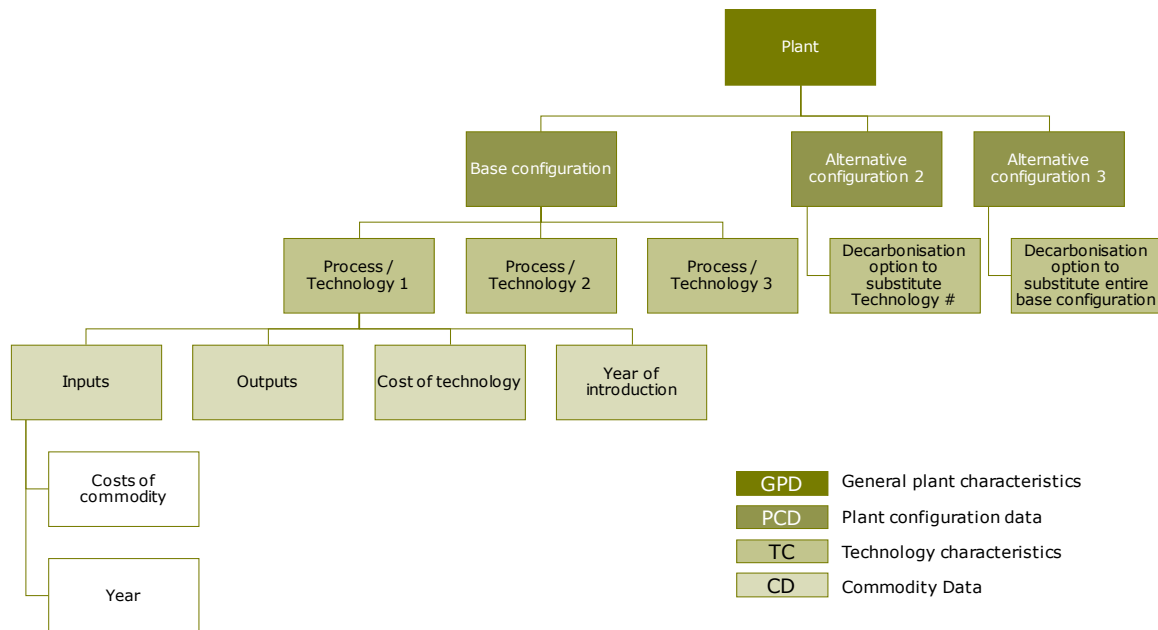 Plant
Base configuration
Alternative
configuration 2
Alternative
configuration 3
Process /
Technology 1
Process /
Technology 2
Process /
Technology 3
Decarbonisation
option to
substitute
Technology #
Decarbonisation
option to
substitute entire
base configuration
Inputs
Outputs
Cost of technology
Year of
introduction
Costs of
commodity
Year
GPD General plant characteristics
PCD Plant configuration data
TC Technology characteristics
CD Commodity Data